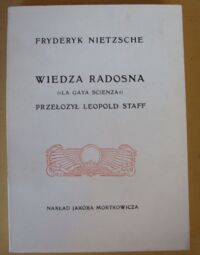 FRYDERYK NIETZSCHE
WIEDZA RADOSNA
(»LA GAYA SCIENZA«)
PRZEŁOŻYŁ LEOPOLD STAFF
NAKŁAD JAKÓBA MORTKOWICZA